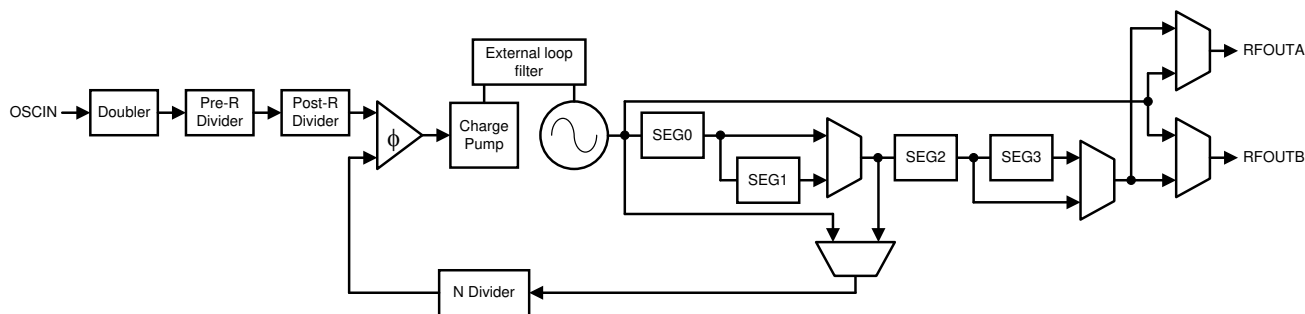 OSCIN
Doubler
Pre-R
Divider
Post-R
Divider
ϕ
Charge
Pump
External loop
filter
SEG0
SEG1
SEG2
SEG3
RFOUTA
RFOUTB
N Divider